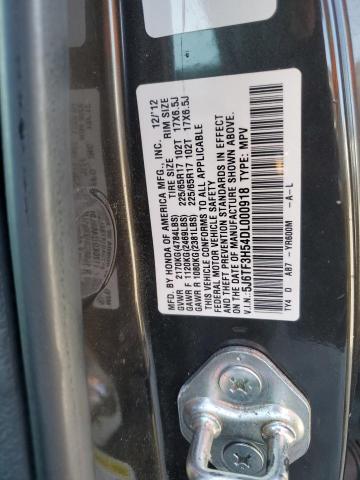 MFD. BY HONDA OF AMERICA MFG., INC. 12/'12
TIRE SIZE RIM SIZE
GVWR 2170KG(4784LBS) 225/65R17 102T 17X6.5J
GAWR F 1120KG(2469LBS) 225/65R17 102T 17X6.5J
GAWR R 1080KG(2381LBS)
THIS VEHICLE CONFORMS TO ALL APPLICABLE
FEDERAL MOTOR VEHICLE SAFETY
AND THEFT PREVENTION STANDARDS IN EFFECT
ON THE DATE OF MANUFACTURE SHOWN ABOVE.
V.I.N.: 5J6TF3H54DL000918 TYPE: MPV
TY4 D AB7 -YR600M -A-L